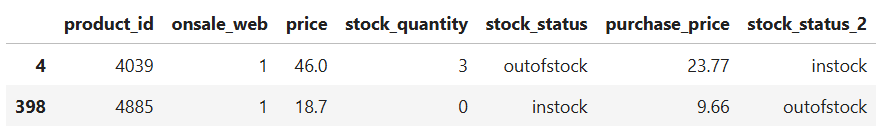 product_id onsale_web price stock_quantity stock_status purchase_price stock_status_2
4 4039 1 46.0 3 outofstock 23.77 instock
398 4885 1 18.7 0 instock 9.66 outofstock